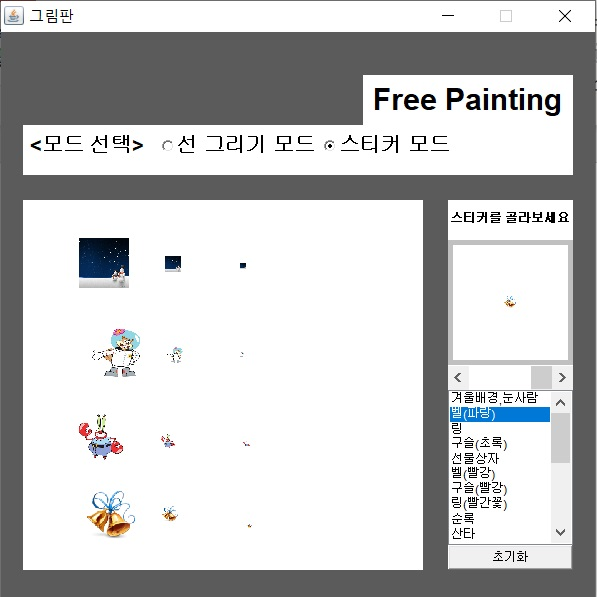 그림판
Free Painting
<모드 선택> 선 그리기 모드 스티커 모드
스티커를 골라보세요
겨울배경,눈사람
벨(파랑)
링
구슬(초록)
선물상자
벨(빨강)
구슬(빨강)
링(빨간꽃)
순록
산타
초기화